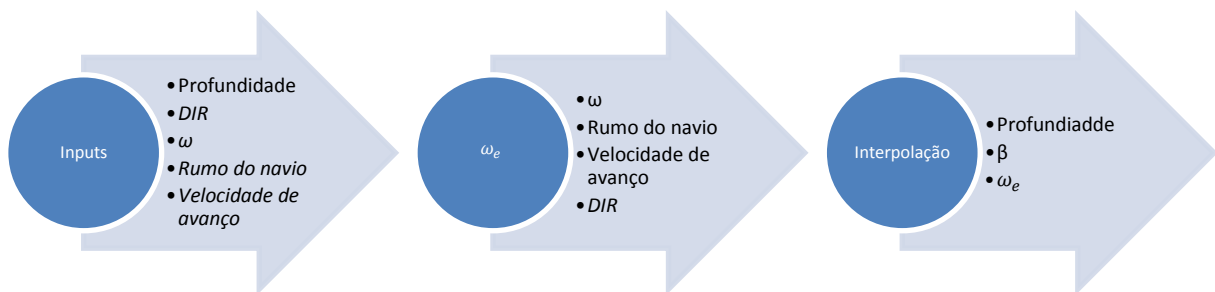 Inputs
•Profundidade
•DIR
•ω
•Rumo do navio
•Velocidade de
avanço
ωₑ
•ω
•Rumo do navio
•Velocidade de
avanço
•DIR
Interpolação
•Profundiadde
•β
•ωₑ